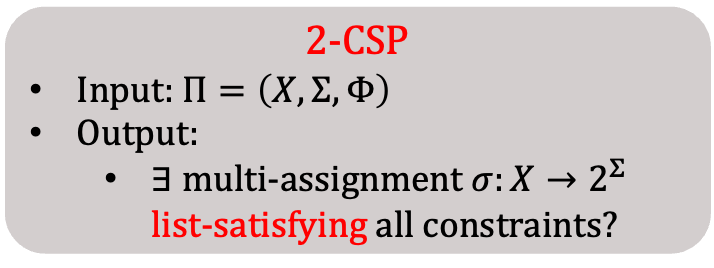 2-CSP
• Input: Π = (X, Σ, Φ)
• Output:
• ∃ multi-assignment σ: X → 2^Σ
list-satisfying all constraints?